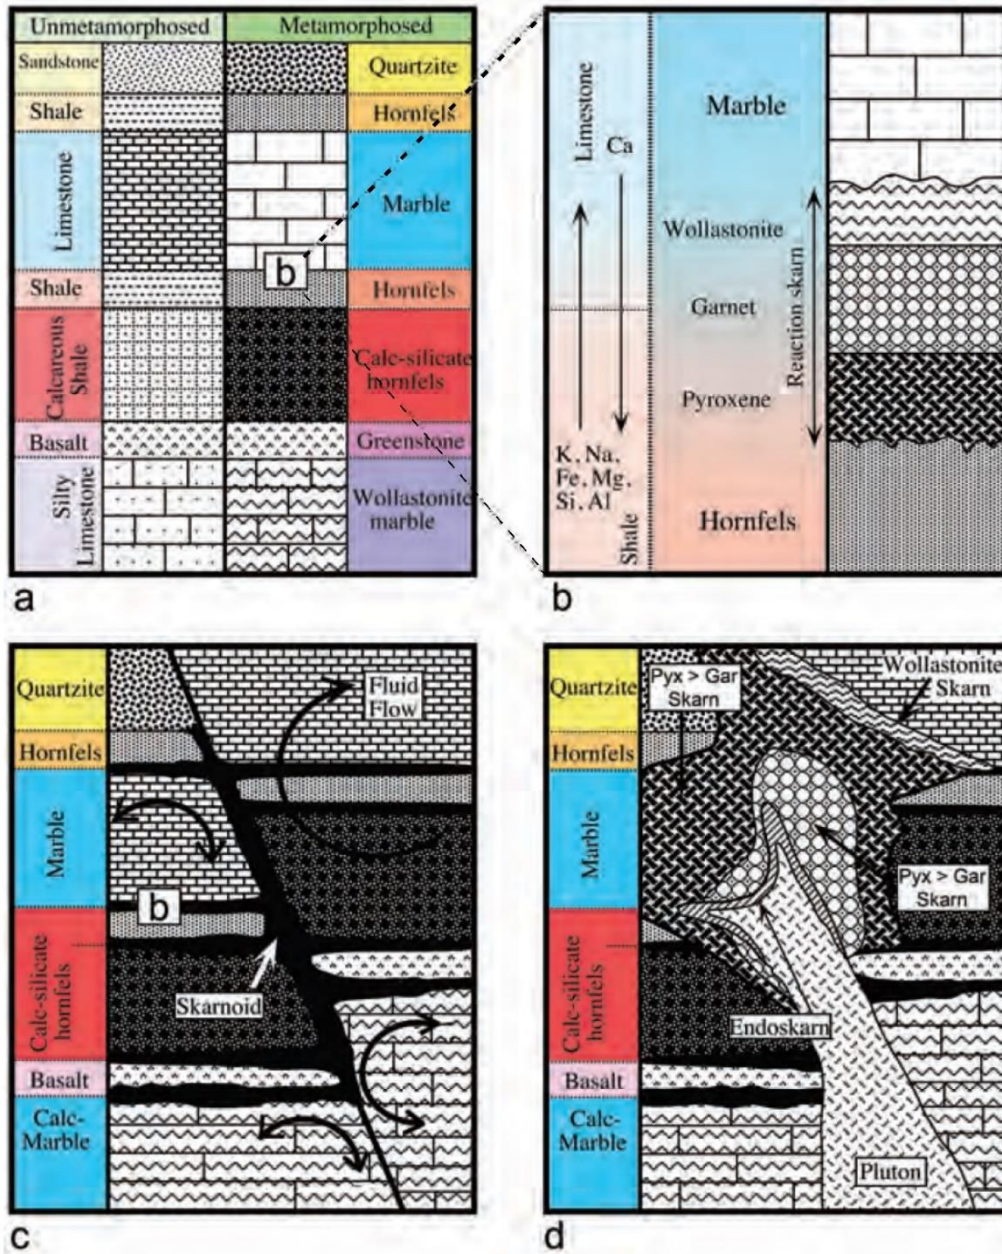 Unmetamorphosed
Metamorphosed
Sandstone
Quartzite
Shale
Hornfels
Limestone
Marble
b
Shale
Hornfels
Calcareous
Shale
Calc-silicate
hornfels
Basalt
Greenstone
Silty
Limestone
Wollastonite
marble
a
Limestone
Ca
Marble
Wollastonite
Garnet
Reaction skarn
Pyroxene
K, Na,
Fe, Mg,
Si, Al
Shale
Hornfels
b
Quartzite
Hornfels
Marble
Calc-silicate
hornfels
Basalt
Calc-
Marble
Fluid
Flow
b
Skarnoid
c
Quartzite
Hornfels
Marble
Calc-silicate
hornfels
Basalt
Calc-
Marble
Pyx > Gar
Skarn
Wollastonite
Skarn
Pyx > Gar
Skarn
Endoskarn
Pluton
d